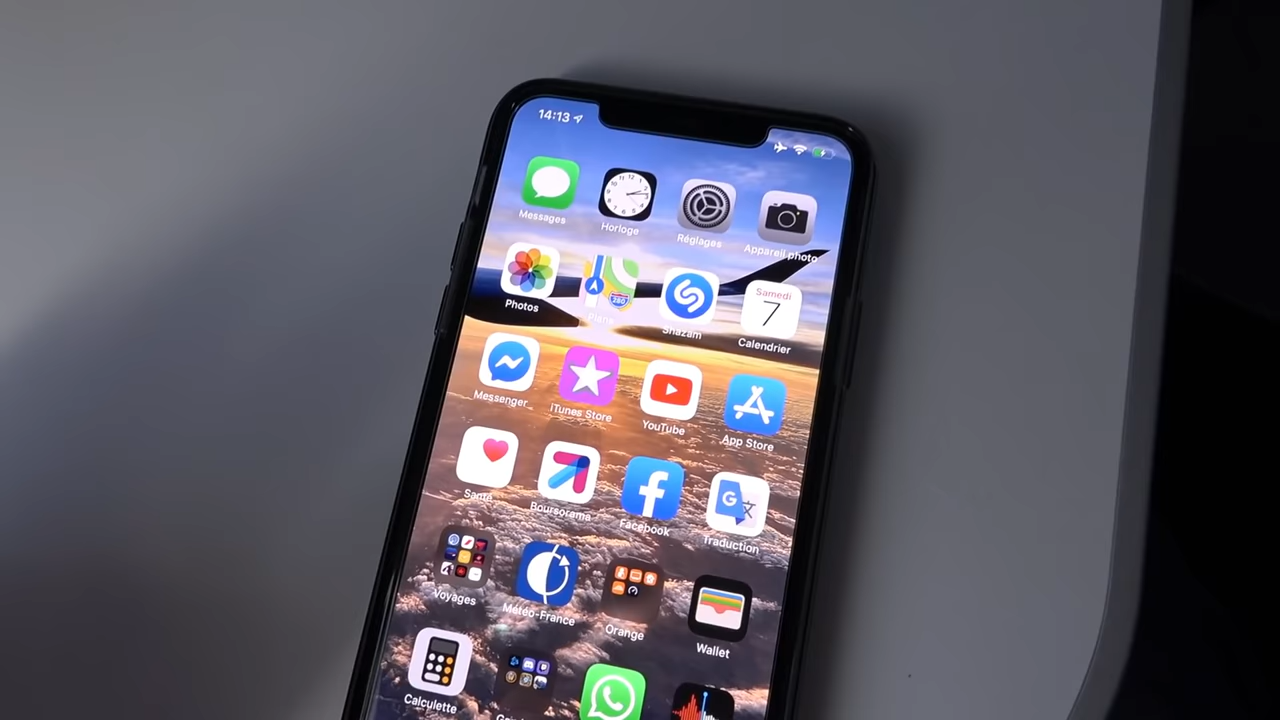 14:13
Messages
Horloge
Réglages
Appareil photo
Photos
Plans
280
Shazam
Samedi
7
Calendrier
Messenger
iTunes Store
YouTube
App Store
Santé
Boursorama
Facebook
G
Traduction
Voyages
Météo-France
Orange
Wallet
Calculette